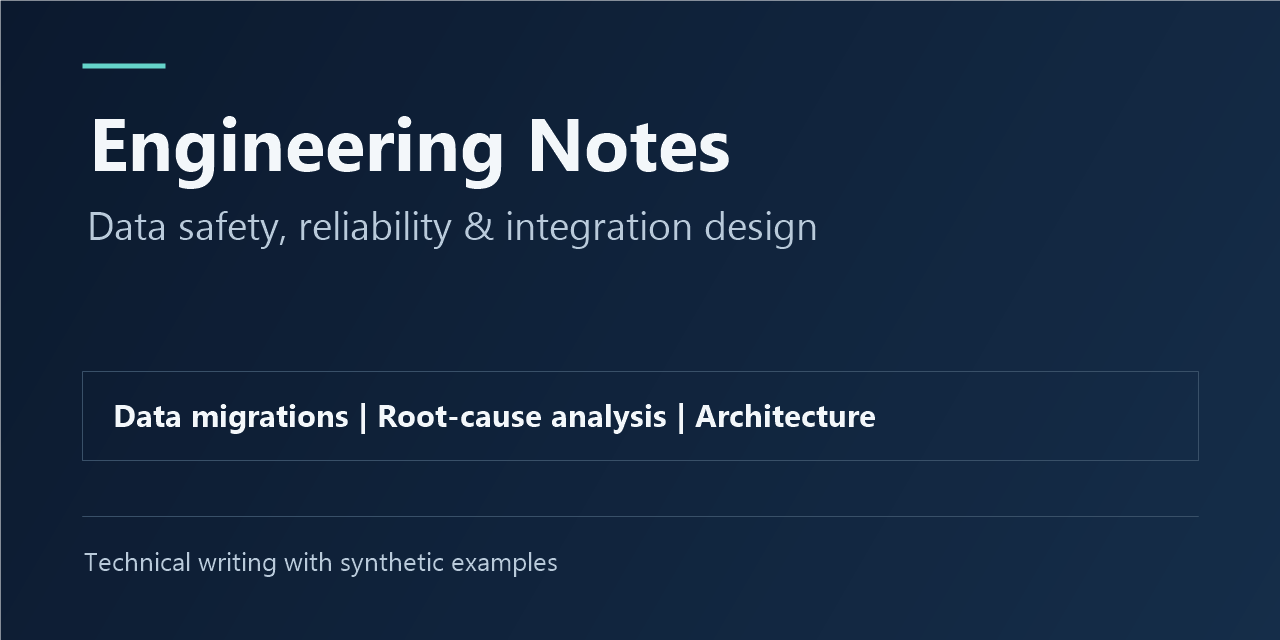 Engineering Notes
Data safety, reliability & integration design
Data migrations | Root-cause analysis | Architecture
Technical writing with synthetic examples